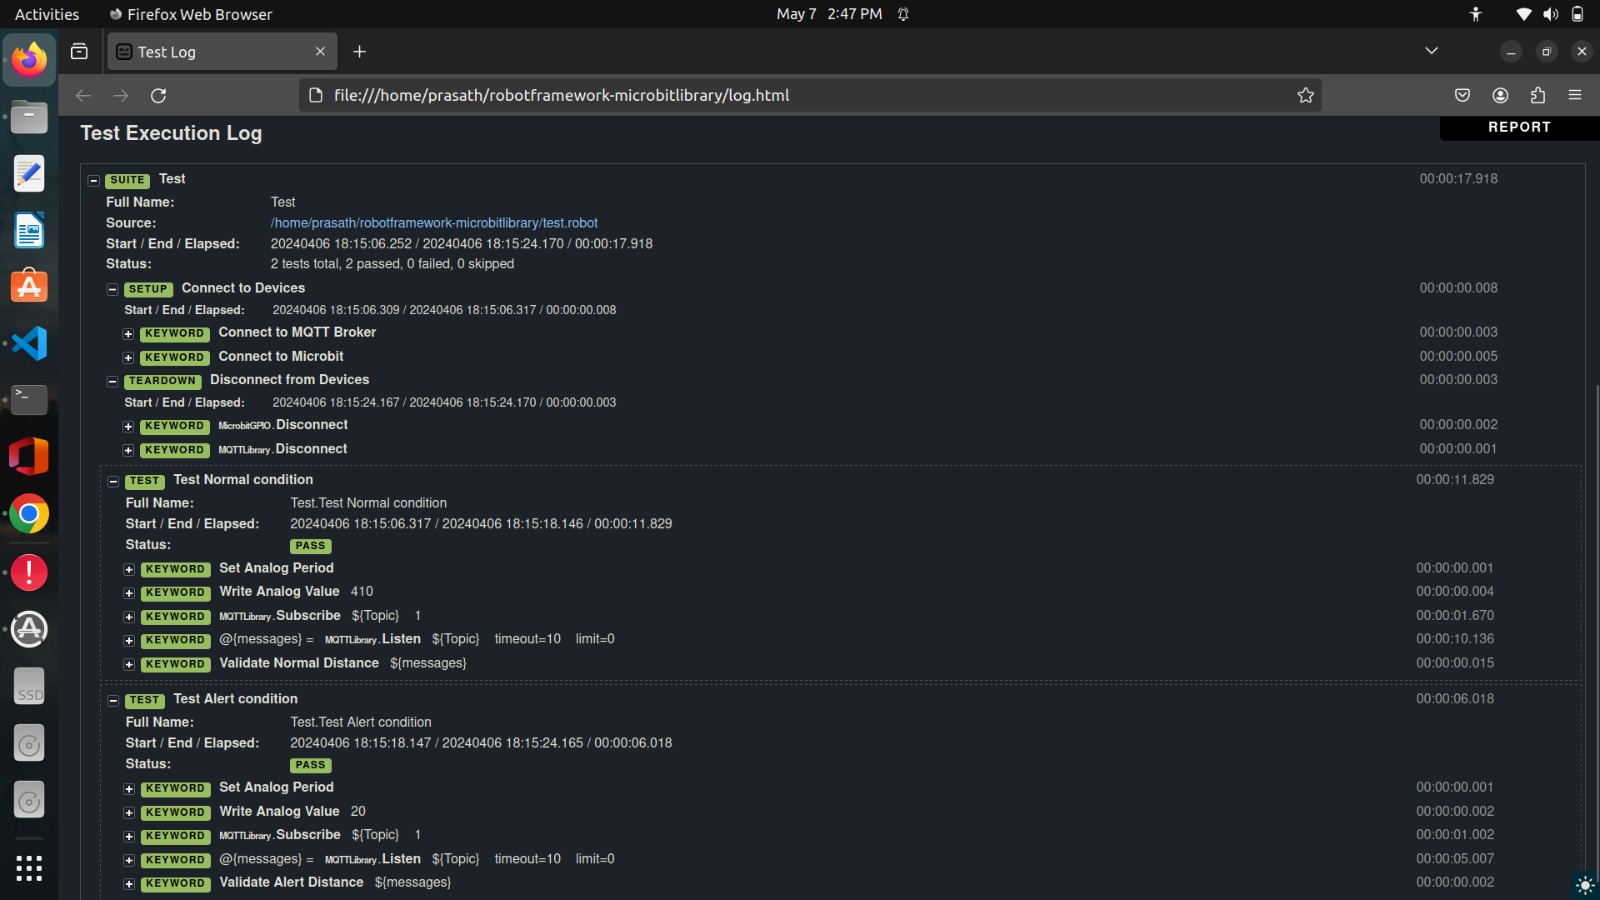 Activities Firefox Web Browser May 7 2:47 PM
Test Log
file:///home/prasath/robotframework-microbitlibrary/log.html
Test Execution Log REPORT
SUITE Test 00:00:17.918
Full Name: Test
Source: /home/prasath/robotframework-microbitlibrary/test.robot
Start / End / Elapsed: 20240406 18:15:06.252 / 20240406 18:15:24.170 / 00:00:17.918
Status: 2 tests total, 2 passed, 0 failed, 0 skipped
SETUP Connect to Devices 00:00:00.008
Start / End / Elapsed: 20240406 18:15:06.309 / 20240406 18:15:06.317 / 00:00:00.008
KEYWORD Connect to MQTT Broker 00:00:00.003
KEYWORD Connect to Microbit 00:00:00.005
TEARDOWN Disconnect from Devices 00:00:00.003
Start / End / Elapsed: 20240406 18:15:24.167 / 20240406 18:15:24.170 / 00:00:00.003
KEYWORD MicrobitGPIO.Disconnect 00:00:00.002
KEYWORD MQTTLibrary.Disconnect 00:00:00.001
TEST Test Normal condition 00:00:11.829
Full Name: Test.Test Normal condition
Start / End / Elapsed: 20240406 18:15:06.317 / 20240406 18:15:18.146 / 00:00:11.829
Status: PASS
KEYWORD Set Analog Period 00:00:00.001
KEYWORD Write Analog Value 410 00:00:00.004
KEYWORD MQTTLibrary.Subscribe ${Topic} 1 00:00:01.670
KEYWORD @{messages} = MQTTLibrary.Listen ${Topic} timeout=10 limit=0 00:00:10.136
KEYWORD Validate Normal Distance ${messages} 00:00:00.015
TEST Test Alert condition 00:00:06.018
Full Name: Test.Test Alert condition
Start / End / Elapsed: 20240406 18:15:18.147 / 20240406 18:15:24.165 / 00:00:06.018
Status: PASS
KEYWORD Set Analog Period 00:00:00.001
KEYWORD Write Analog Value 20 00:00:00.002
KEYWORD MQTTLibrary.Subscribe ${Topic} 1 00:00:01.002
KEYWORD @{messages} = MQTTLibrary.Listen ${Topic} timeout=10 limit=0 00:00:05.007
KEYWORD Validate Alert Distance ${messages} 00:00:00.002
SSD